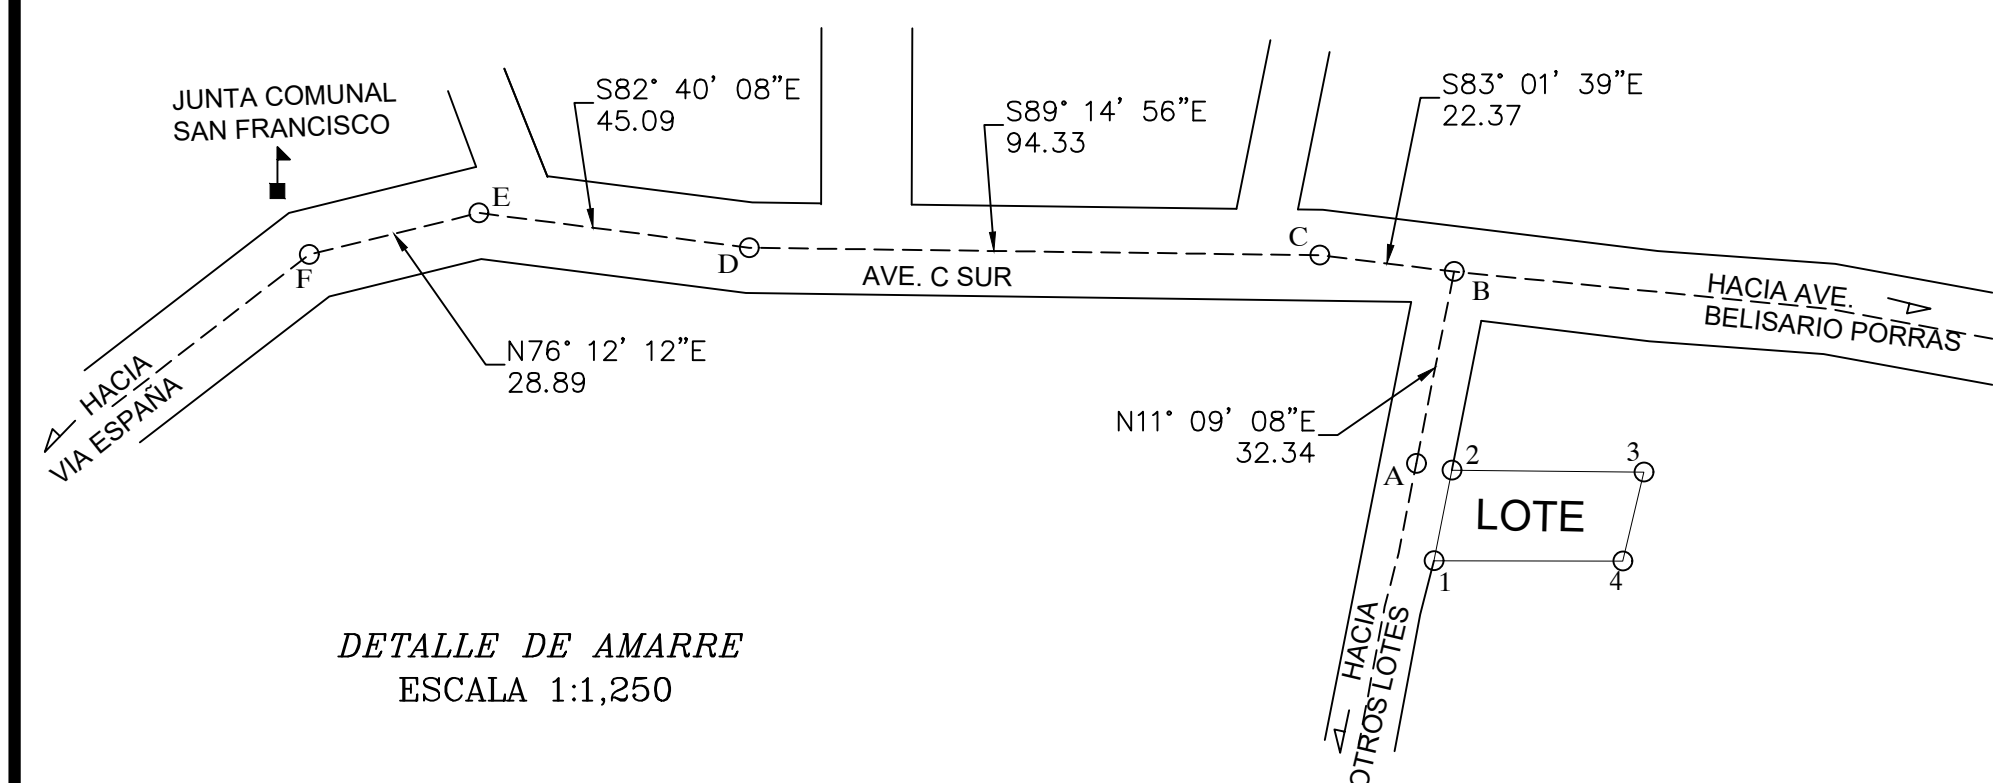 JUNTA COMUNAL
SAN FRANCISCO
S82° 40' 08"E
45.09
S89° 14' 56"E
94.33
S83° 01' 39"E
22.37
E
F
D
C
B
AVE. C SUR
HACIA AVE.
BELISARIO PORRAS
HACIA
VIA ESPAÑA
N76° 12' 12"E
28.89
N11° 09' 08"E
32.34
A
2
3
LOTE
1
4
HACIA
OTROS LOTES
DETALLE DE AMARRE
ESCALA 1:1,250